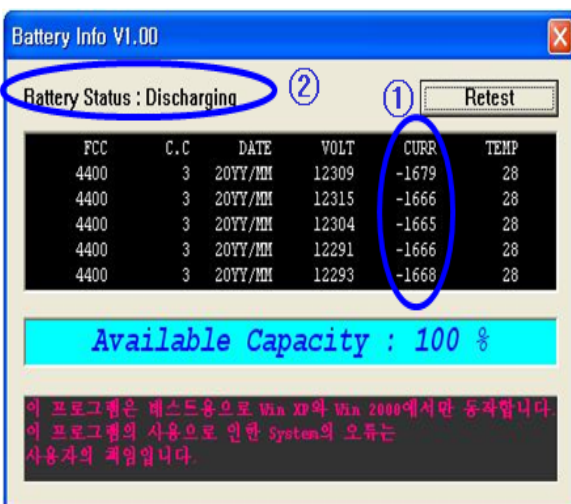 Battery Info V1.00
Battery Status : Discharging ② ① Retest
FCC C.C DATE VOLT CURR TEMP
4400 3 20YY/MM 12309 -1679 28
4400 3 20YY/MM 12315 -1666 28
4400 3 20YY/MM 12304 -1665 28
4400 3 20YY/MM 12291 -1666 28
4400 3 20YY/MM 12293 -1668 28
Available Capacity : 100 %
이 프로그램은 테스트용으로 Win XP와 Win 2000에서만 동작합니다.
이 프로그램의 사용으로 인한 System의 오류는
사용자의 책임입니다.